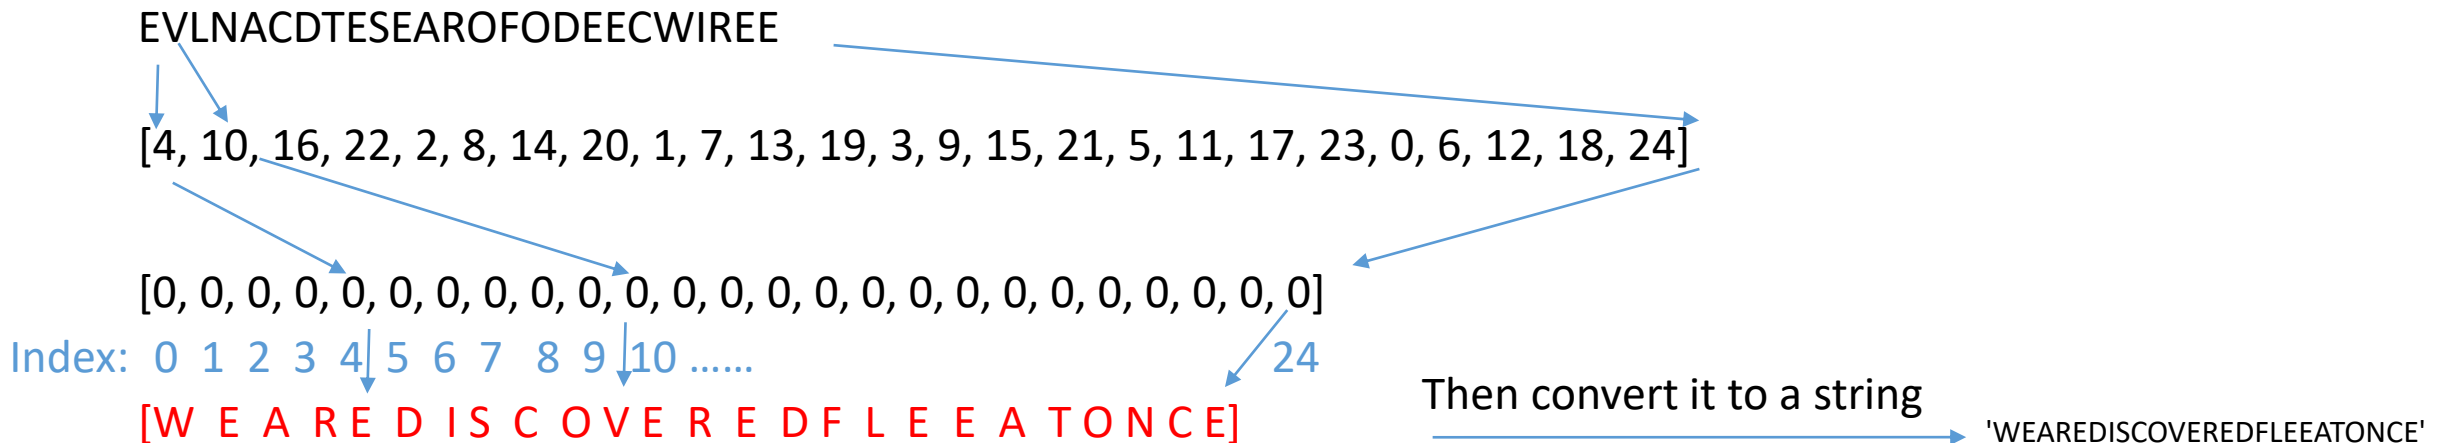 EVLNACDTESEAROFODEECWIREE
[4, 10, 16, 22, 2, 8, 14, 20, 1, 7, 13, 19, 3, 9, 15, 21, 5, 11, 17, 23, 0, 6, 12, 18, 24]
[0, 0, 0, 0, 0, 0, 0, 0, 0, 0, 0, 0, 0, 0, 0, 0, 0, 0, 0, 0, 0, 0, 0, 0, 0]
Index: 0 1 2 3 4 5 6 7 8 9 10 ...... 24
[W E A R E D I S C O V E R E D F L E E A T O N C E]
Then convert it to a string
'WEAREDISCOVEREDFLEEATONCE'